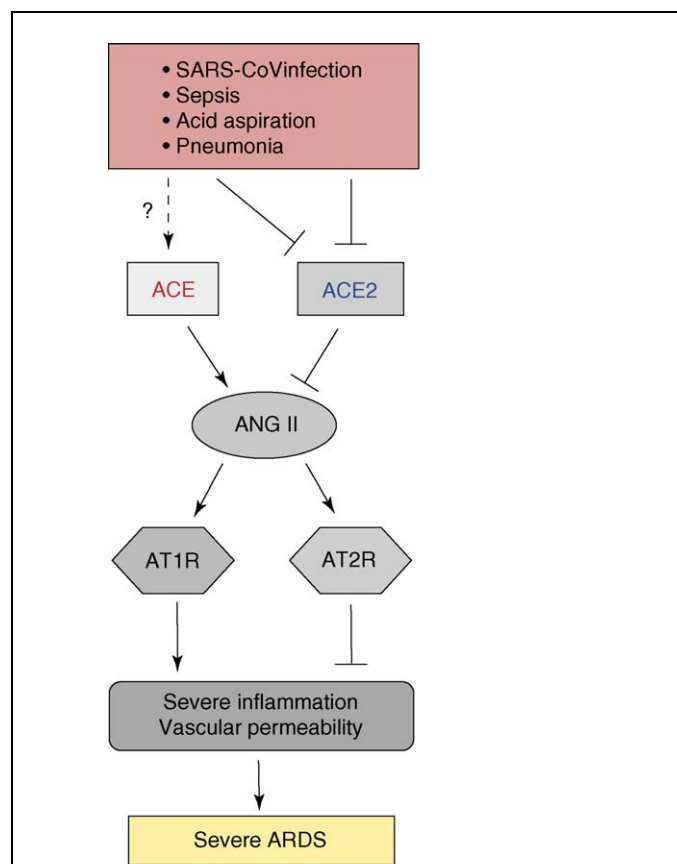 • SARS-CoVinfection
• Sepsis
• Acid aspiration
• Pneumonia
?
ACE
ACE2
ANG II
AT1R
AT2R
Severe inflammation
Vascular permeability
Severe ARDS